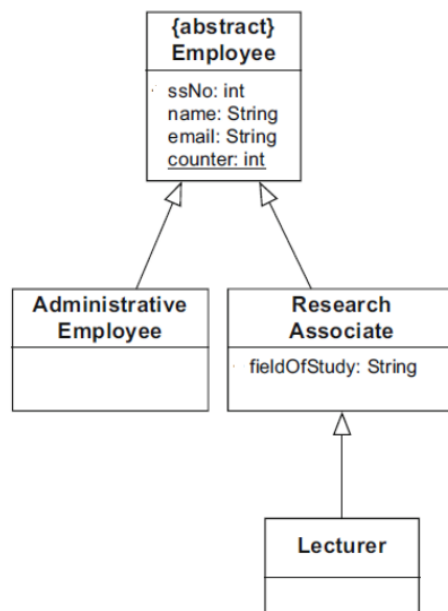 {abstract}
Employee
ssNo: int
name: String
email: String
counter: int
Administrative
Employee
Research
Associate
fieldOfStudy: String
Lecturer